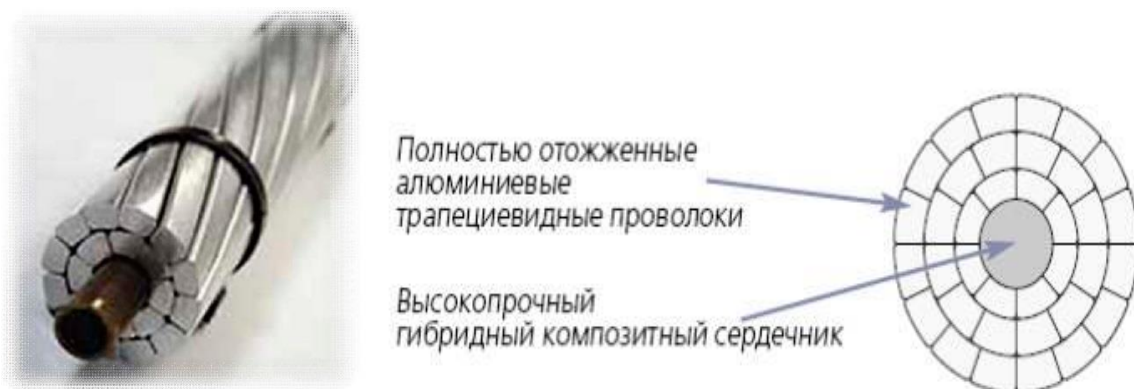 Полностью отожженные
алюминиевые
трапециевидные проволоки
Высокопрочный
гибридный композитный сердечник